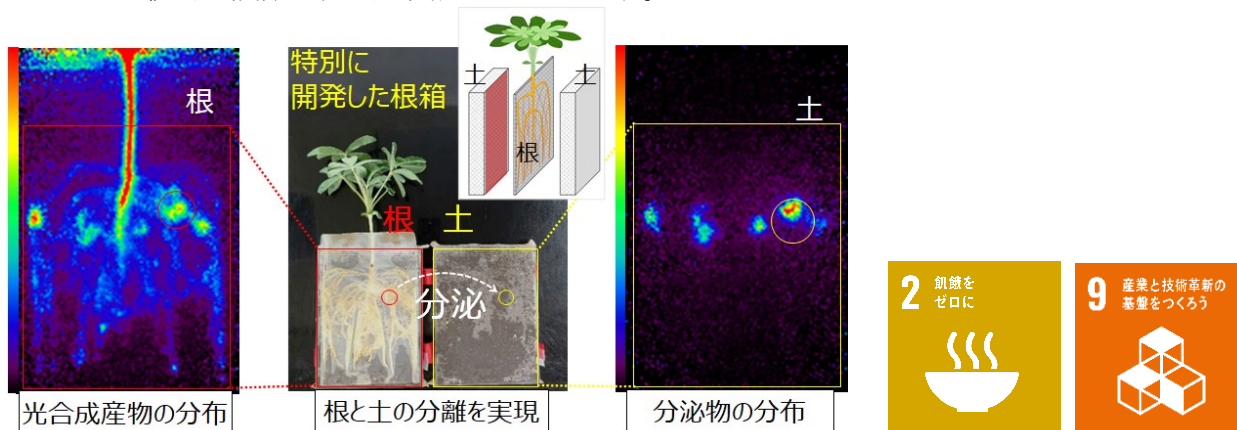 根
光合成産物の分布
特別に
開発した根箱
土
土
根
根
土
分泌
根と土の分離を実現
土
分泌物の分布
2 飢餓を
ゼロに
9 産業と技術革新の
基盤をつくろう